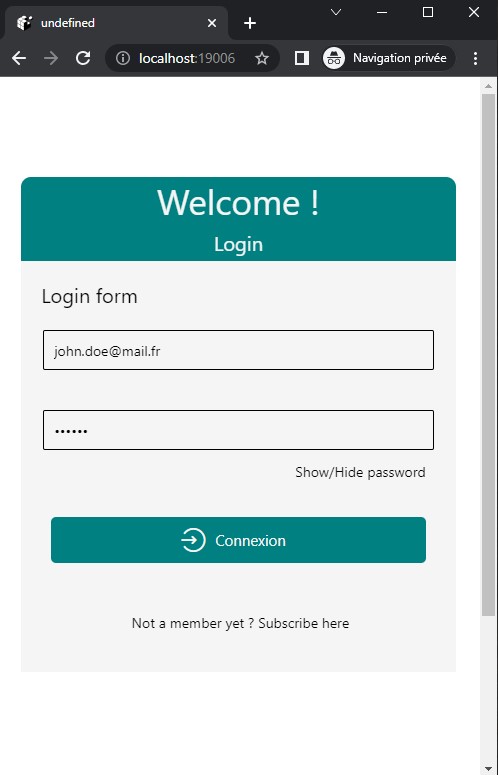 undefined
localhost:19006
Navigation privée
Welcome !
Login
Login form
john.doe@mail.fr
••••••
Show/Hide password
Connexion
Not a member yet ? Subscribe here